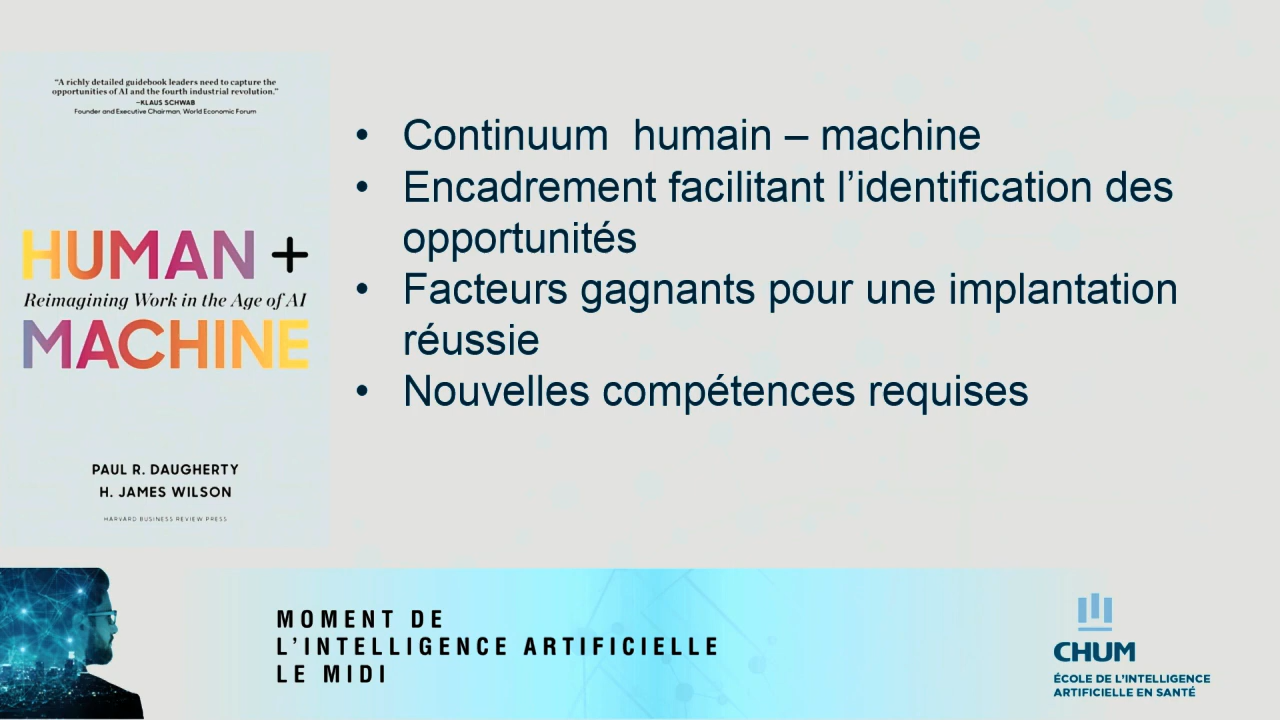 “A richly detailed guidebook leaders need to capture the
opportunities of AI and the fourth industrial revolution.”
–KLAUS SCHWAB
Founder and Executive Chairman, World Economic Forum
HUMAN +
Reimagining Work in the Age of AI
MACHINE
PAUL R. DAUGHERTY
H. JAMES WILSON
HARVARD BUSINESS REVIEW PRESS
• Continuum humain – machine
• Encadrement facilitant l’identification des
opportunités
• Facteurs gagnants pour une implantation
réussie
• Nouvelles compétences requises
MOMENT DE
L’INTELLIGENCE ARTIFICIELLE
LE MIDI
CHUM
ÉCOLE DE L’INTELLIGENCE
ARTIFICIELLE EN SANTÉ